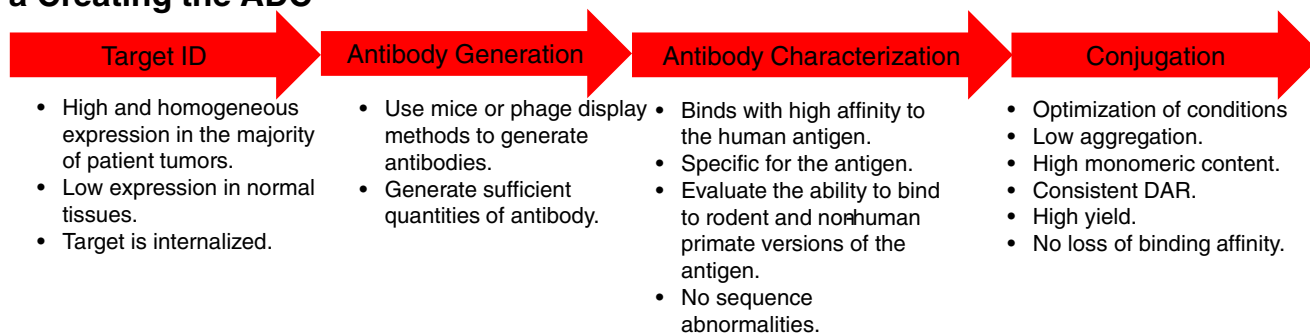 a Creating the ADC
Target ID
• High and homogeneous
expression in the majority
of patient tumors.
• Low expression in normal
tissues.
• Target is internalized.
Antibody Generation
• Use mice or phage display
methods to generate
antibodies.
• Generate sufficient
quantities of antibody.
Antibody Characterization
• Binds with high affinity to
the human antigen.
• Specific for the antigen.
• Evaluate the ability to bind
to rodent and non-human
primate versions of the
antigen.
• No sequence
abnormalities.
Conjugation
• Optimization of conditions
• Low aggregation.
• High monomeric content.
• Consistent DAR.
• High yield.
• No loss of binding affinity.